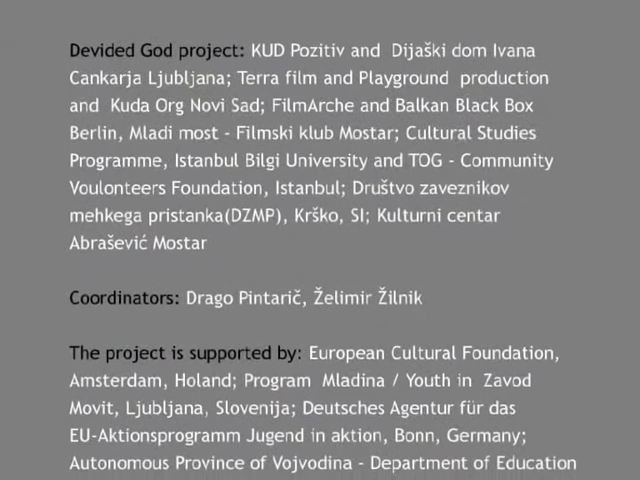 Devided God project: KUD Pozitiv and Dijaški dom Ivana
Cankarja Ljubljana; Terra film and Playground production
and Kuda Org Novi Sad; FilmArche and Balkan Black Box
Berlin, Mladi most - Filmski klub Mostar; Cultural Studies
Programme, Istanbul Bilgi University and TOG - Community
Voulonteers Foundation, Istanbul; Društvo zaveznikov
mehkega pristanka(DZMP), Krško, SI; Kulturni centar
Abrašević Mostar
Coordinators: Drago Pintarič, Želimir Žilnik
The project is supported by: European Cultural Foundation,
Amsterdam, Holand; Program Mladina / Youth in Zavod
Movit, Ljubljana, Slovenija; Deutsches Agentur für das
EU-Aktionsprogramm Jugend in aktion, Bonn, Germany;
Autonomous Province of Vojvodina - Department of Education